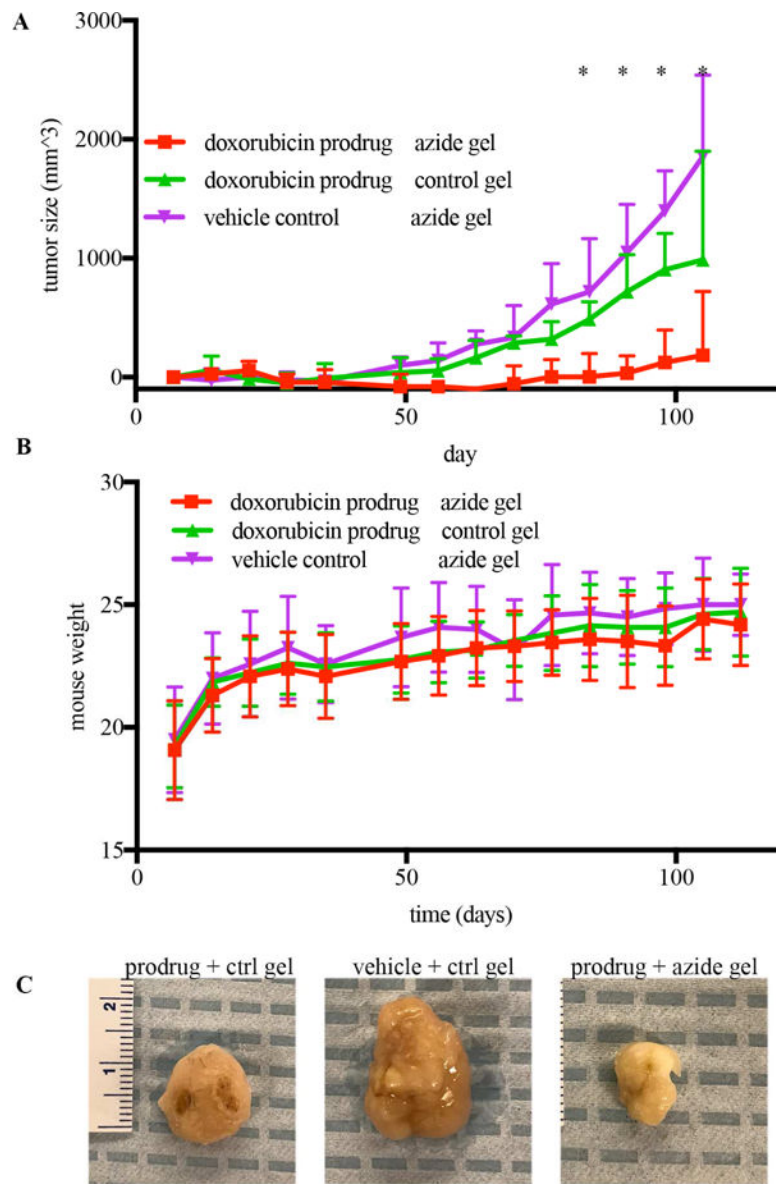 A
3000
2000
1000
0
tumor size (mm^3)
* * * *
doxorubicin prodrug azide gel
doxorubicin prodrug control gel
vehicle control azide gel
0 50 100
day
B
30
25
20
15
mouse weight
doxorubicin prodrug azide gel
doxorubicin prodrug control gel
vehicle control azide gel
0 50 100
time (days)
C
prodrug + ctrl gel vehicle + ctrl gel prodrug + azide gel
2
1